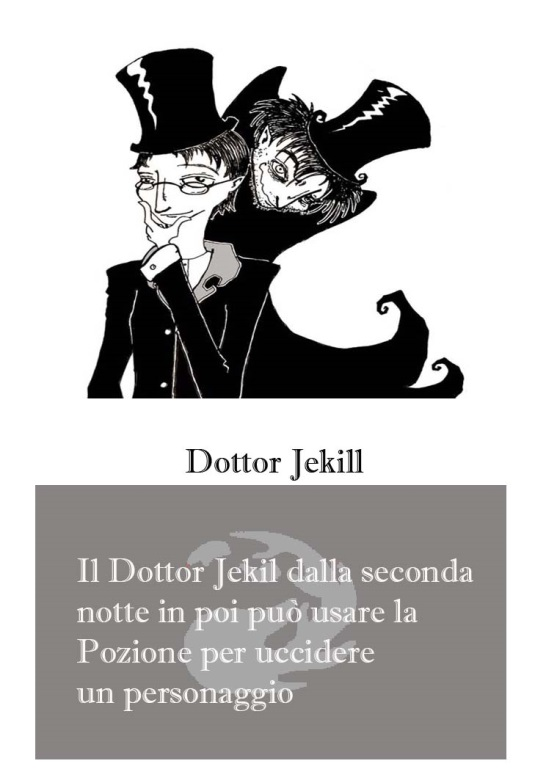 Dottor Jekill
Il Dottor Jekil dalla seconda
notte in poi può usare la
Pozione per uccidere
un personaggio